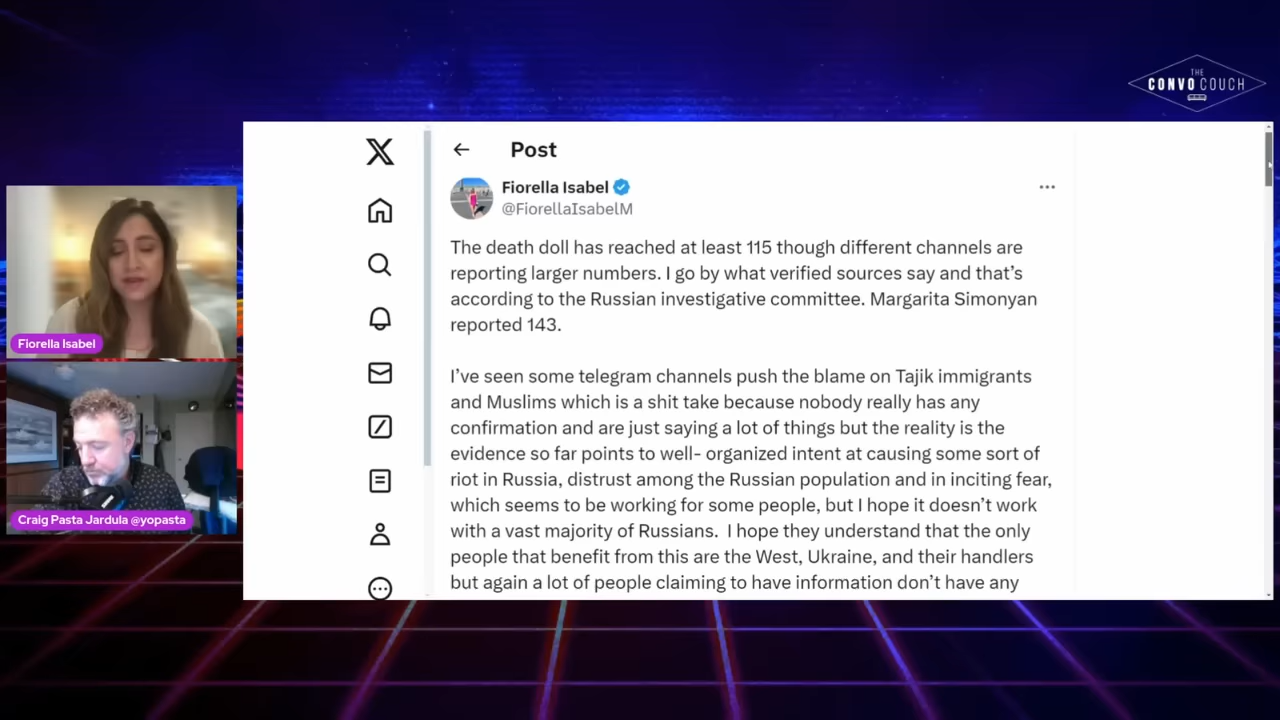 THE
CONVO COUCH
Post
Fiorella Isabel
@FiorellaIsabelM
The death doll has reached at least 115 though different channels are
reporting larger numbers. I go by what verified sources say and that's
according to the Russian investigative committee. Margarita Simonyan
reported 143.
I've seen some telegram channels push the blame on Tajik immigrants
and Muslims which is a shit take because nobody really has any
confirmation and are just saying a lot of things but the reality is the
evidence so far points to well- organized intent at causing some sort of
riot in Russia, distrust among the Russian population and in inciting fear,
which seems to be working for some people, but I hope it doesn't work
with a vast majority of Russians.  I hope they understand that the only
people that benefit from this are the West, Ukraine, and their handlers
but again a lot of people claiming to have information don't have any
Fiorella Isabel
Craig Pasta Jardula @yopasta